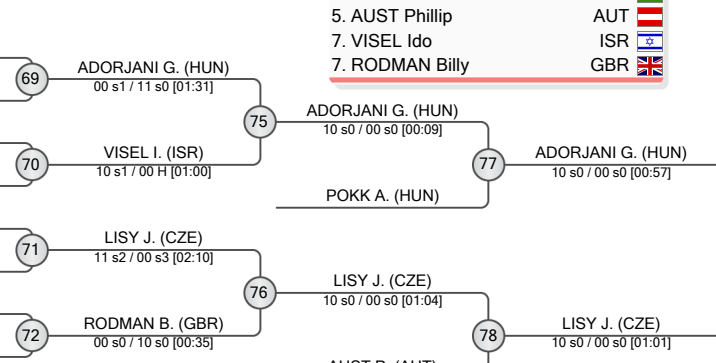 5. AUST Phillip AUT
7. VISEL Ido ISR
7. RODMAN Billy GBR
69
ADORJANI G. (HUN)
00 s1 / 11 s0 [01:31]
75
ADORJANI G. (HUN)
10 s0 / 00 s0 [00:09]
70
VISEL I. (ISR)
10 s1 / 00 H [01:00]
77
ADORJANI G. (HUN)
10 s0 / 00 s0 [00:57]
POKK A. (HUN)
71
LISY J. (CZE)
11 s2 / 00 s3 [02:10]
76
LISY J. (CZE)
10 s0 / 00 s0 [01:04]
72
RODMAN B. (GBR)
00 s0 / 10 s0 [00:35]
78
LISY J. (CZE)
10 s0 / 00 s0 [01:01]
AUST P. (AUT)